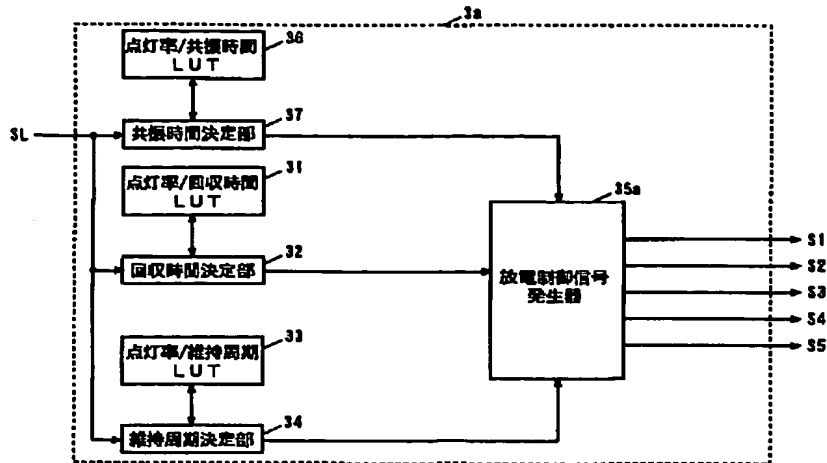 3a
点灯率/共振時間
LUT
36
SL
共振時間決定部
37
点灯率/回収時間
LUT
31
35a
回収時間決定部
32
放電制御信号
発生器
S1
S2
S3
S4
S5
点灯率/維持周期
LUT
33
維持周期決定部
34